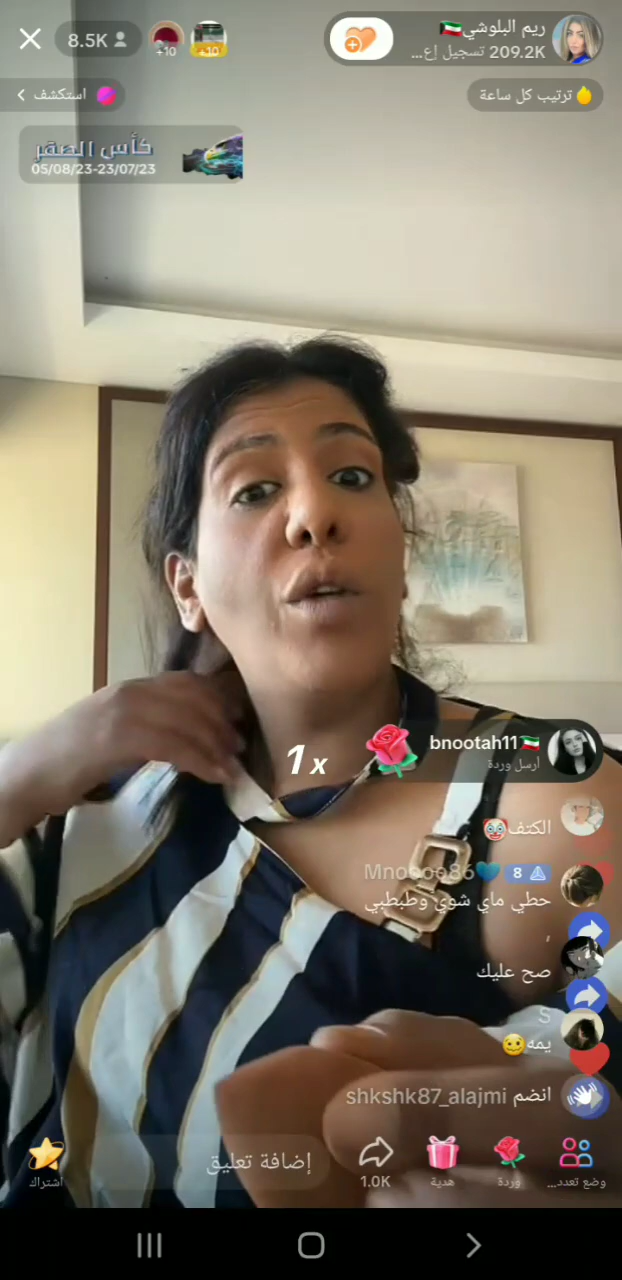 8.5K
+10
+10
ريم البلوشي🇰🇼
209.2K تسجيل إع...
استكشف
ترتيب كل ساعة
كأس الصقر
05/08/23-23/07/23
bnootah11🇰🇼
أرسل وردة
1x
الكتف🤡
Mnoooo86💙 8
حطي ماي شوي وطبطبي
,
صح عليك
S
يمه🥴
shkshk87_alajmi انضم
إضافة تعليق
اشتراك
1.0K
هدية
وردة
وضع تعدد...